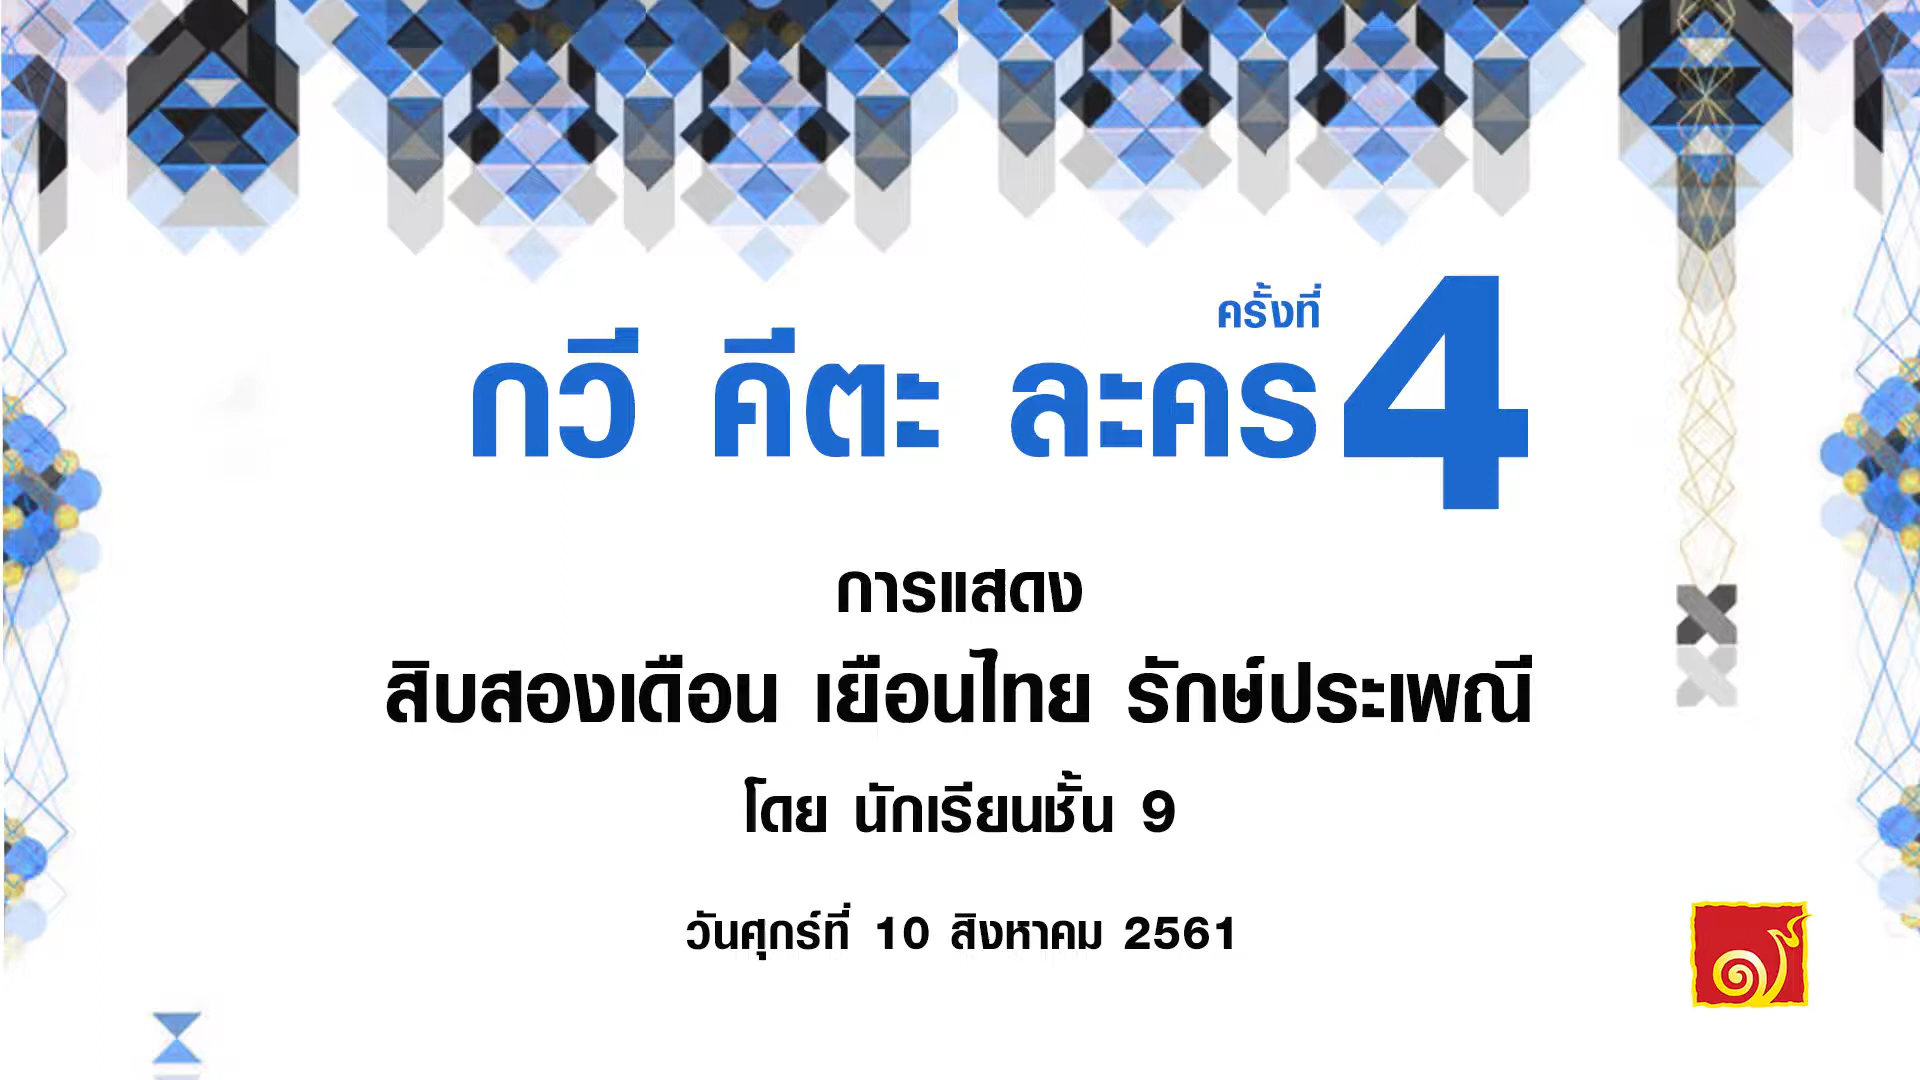 กวี คีตะ ละคร ครั้งที่ 4
การแสดง
สิบสองเดือน เยือนไทย รักษ์ประเพณี
โดย นักเรียนชั้น 9
วันศุกร์ที่ 10 สิงหาคม 2561